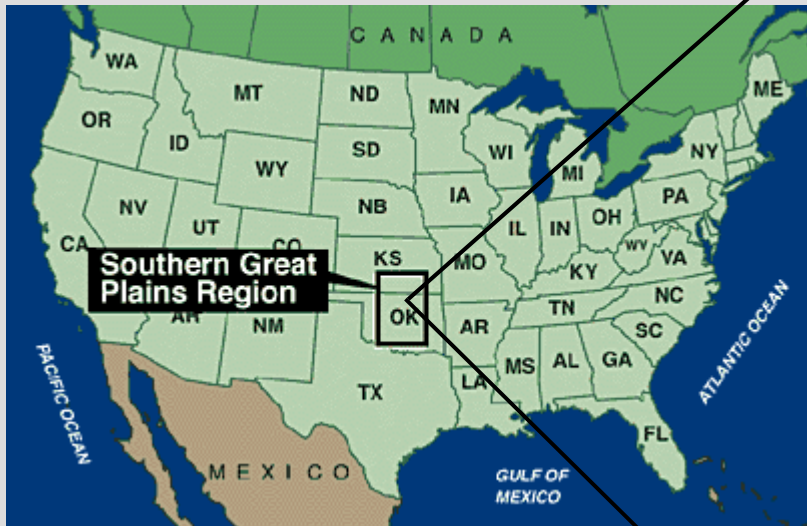 CANADA
WA
MT
ND
MN
ME
OR
ID
SD
WI
MI
NY
WY
IA
PA
NV
UT
NB
IL
IN
OH
CA
CO
KS
MO
WV
VA
KY
Southern Great
Plains Region
AR
NM
OK
AR
TN
NC
SC
MS
AL
GA
TX
LA
FL
PACIFIC OCEAN
ATLANTIC OCEAN
MEXICO
GULF OF
MEXICO